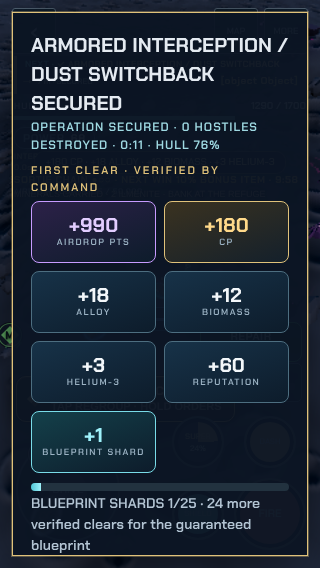 ARMORED INTERCEPTION /
DUST SWITCHBACK
SECURED
OPERATION SECURED · 0 HOSTILES
DESTROYED · 0:11 · HULL 76%
FIRST CLEAR · VERIFIED BY
COMMAND
+990
AIRDROP PTS
+180
CP
+18
ALLOY
+12
BIOMASS
+3
HELIUM-3
+60
REPUTATION
+1
BLUEPRINT SHARD
BLUEPRINT SHARDS 1/25 · 24 more
verified clears for the guaranteed
blueprint